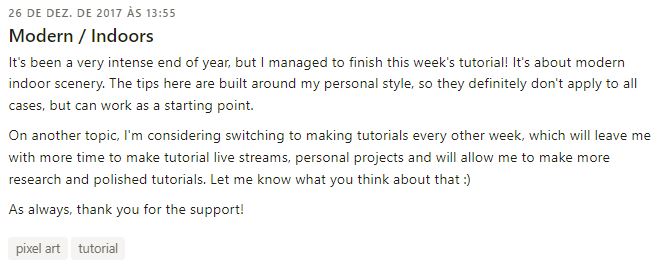 26 DE DEZ. DE 2017 ÀS 13:55
Modern / Indoors
It's been a very intense end of year, but I managed to finish this week's tutorial! It's about modern
indoor scenery. The tips here are built around my personal style, so they definitely don't apply to all
cases, but can work as a starting point.
On another topic, I'm considering switching to making tutorials every other week, which will leave me
with more time to make tutorial live streams, personal projects and will allow me to make more
research and polished tutorials. Let me know what you think about that :)
As always, thank you for the support!
pixel art tutorial